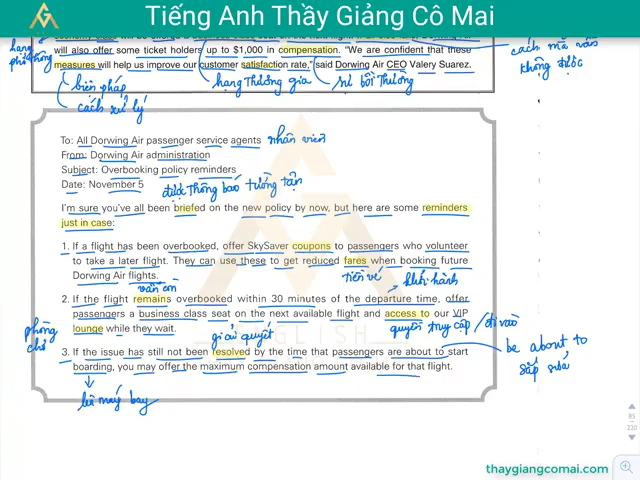 Tiếng Anh Thầy Giảng Cô Mai
will also offer some ticket holders up to $1,000 in compensation. "We are confident that these
measures will help us improve our customer satisfaction rate," said Dorwing Air CEO Valery Suarez.
biện pháp
cách xử lý
hạng thương gia
sự bồi thường
To: All Dorwing Air passenger service agents nhân viên
From: Dorwing Air administration
Subject: Overbooking policy reminders
Date: November 5
được thông báo tường tận
I'm sure you've all been briefed on the new policy by now, but here are some reminders
just in case:
1. If a flight has been overbooked, offer SkySaver coupons to passengers who volunteer
to take a later flight. They can use these to get reduced fares when booking future
Dorwing Air flights.
tiền vé
khởi hành
vẫn còn
2. If the flight remains overbooked within 30 minutes of the departure time, offer
passengers a business class seat on the next available flight and access to our VIP
lounge while they wait.
phòng chờ
giải quyết
quyền truy cập / đi vào
ENGLISH
3. If the issue has still not been resolved by the time that passengers are about to start
boarding, you may offer the maximum compensation amount available for that flight.
be about to
sắp sửa
lên máy bay
85
220
thaygiangcomai.com